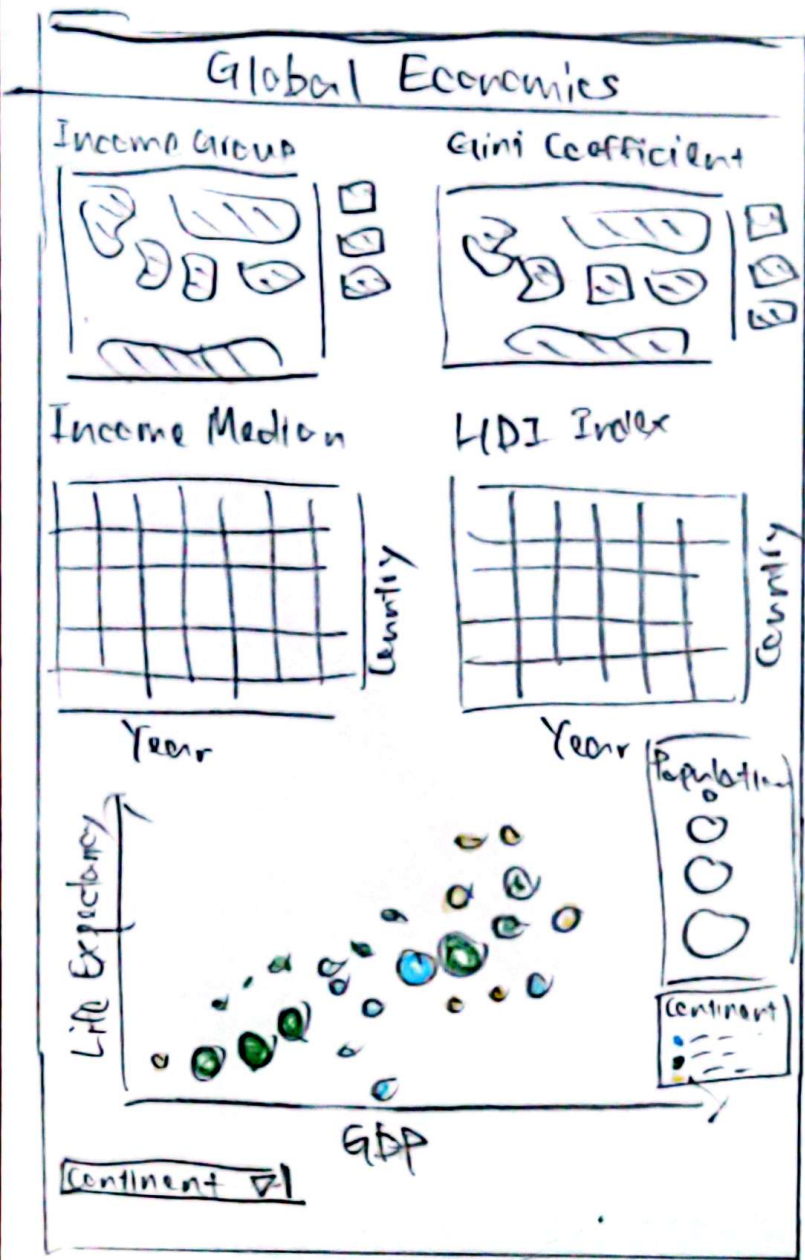 Global Economics
Income Group
Gini Coefficient
Income Median
HDI Index
Country
Country
Year
Year
Population
Life Expectancy
Continent
GDP
Continent